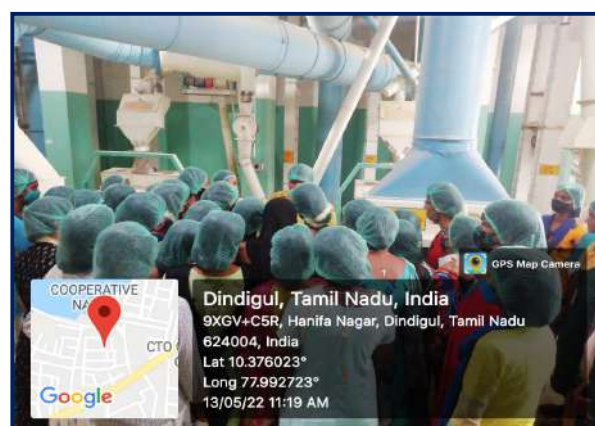 GPS Map Camera
COOPERATIVE
NA
CTO
Google
Dindigul, Tamil Nadu, India
9XGV+C5R, Hanifa Nagar, Dindigul, Tamil Nadu
624004, India
Lat 10.376023°
Long 77.992723°
13/05/22 11:19 AM